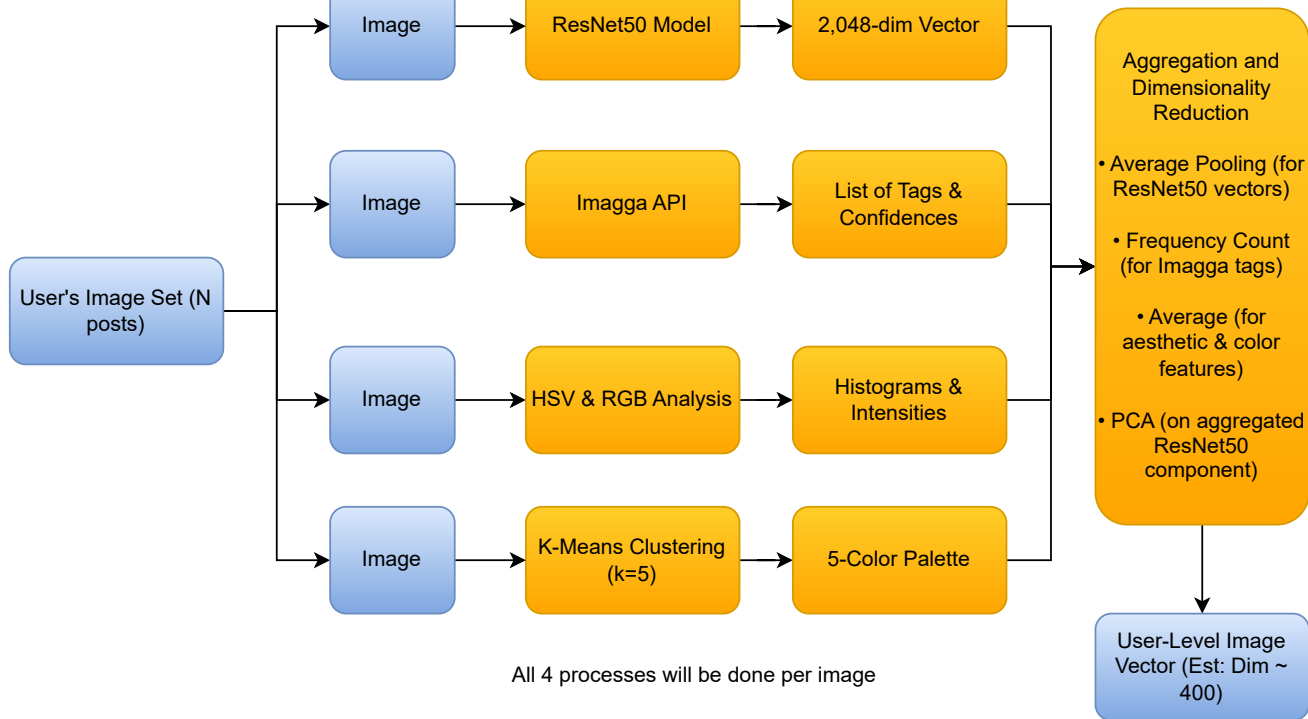 Image
ResNet50 Model
2,048-dim Vector
Image
Imagga API
List of Tags &
Confidences
User's Image Set (N
posts)
Image
HSV & RGB Analysis
Histograms &
Intensities
Image
K-Means Clustering
(k=5)
5-Color Palette
Aggregation and
Dimensionality
Reduction
• Average Pooling (for
ResNet50 vectors)
• Frequency Count
(for Imagga tags)
• Average (for
aesthetic & color
features)
• PCA (on aggregated
ResNet50
component)
User-Level Image
Vector (Est: Dim ~
400)
All 4 processes will be done per image